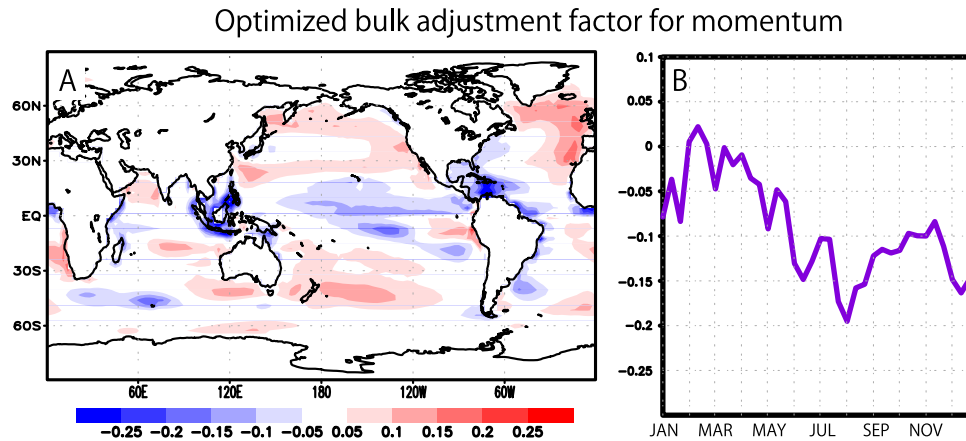 Optimized bulk adjustment factor for momentum
A
60N
30N
EQ
30S
60S
60E 120E 180 120W 60W
-0.25 -0.2 -0.15 -0.1 -0.05 0.05 0.1 0.15 0.2 0.25
B
0.1
0.05
0
-0.05
-0.1
-0.15
-0.2
-0.25
JAN MAR MAY JUL SEP NOV